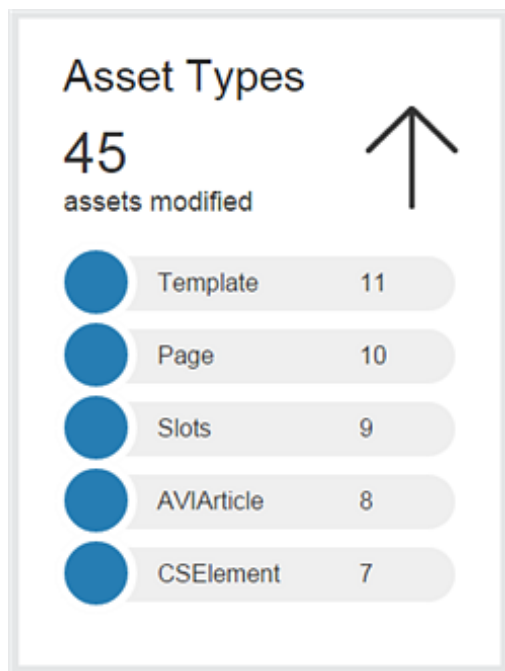 Asset Types
45
assets modified
Template 11
Page 10
Slots 9
AVIArticle 8
CSElement 7